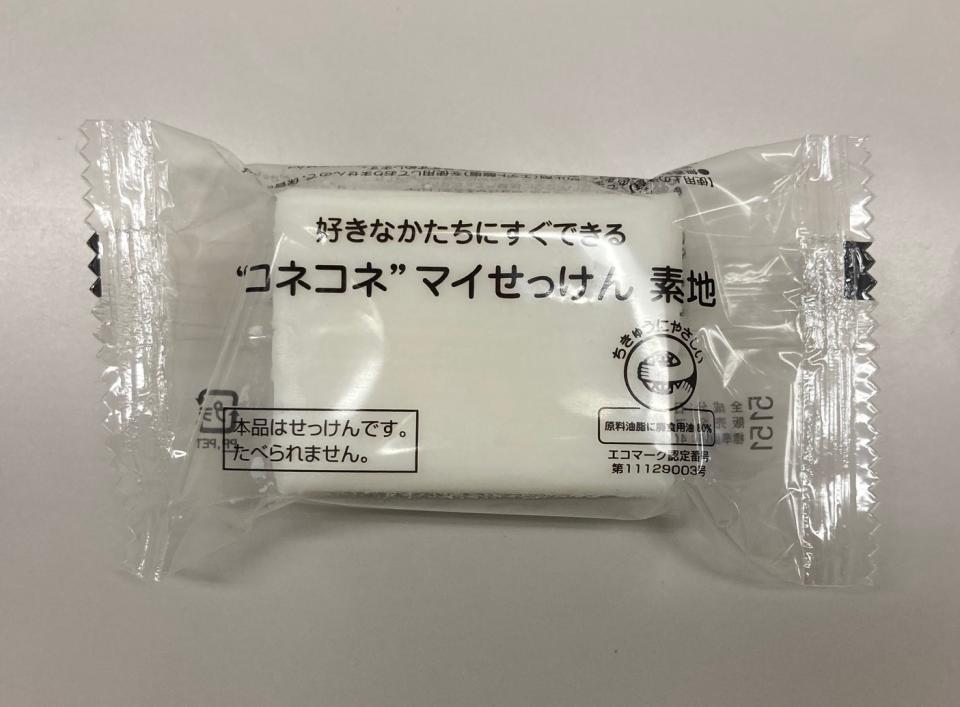 好きなかたちにすぐできる
“コネコネ”マイせっけん 素地
ちきゅうにやさしい
本品はせっけんです。
たべられません。
原料油脂に廃食用油80%
エコマーク認定番号
第11129003号
5151